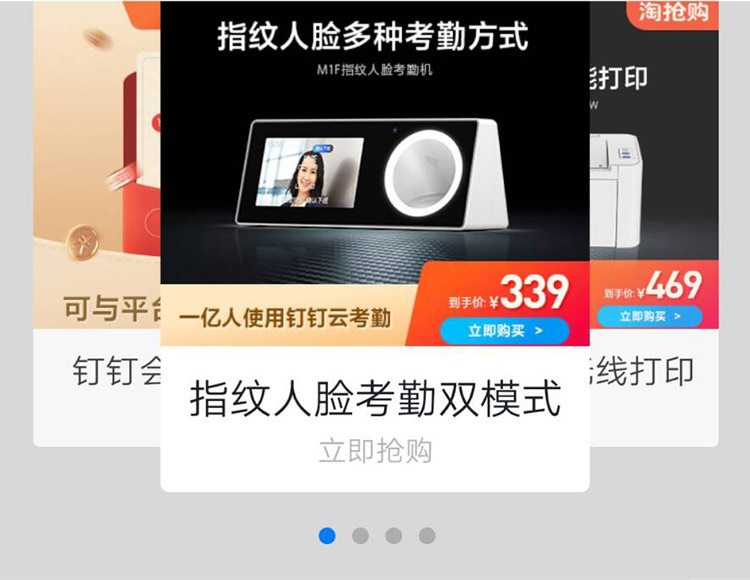 指纹人脸多种考勤方式
M1F指纹人脸考勤机
到手价:¥339
一亿人使用钉钉云考勤
立即购买 >
指纹人脸考勤双模式
立即抢购
可与平台
钉钉会
淘抢购
能打印
W
到手价:¥469
立即购买 >
无线打印